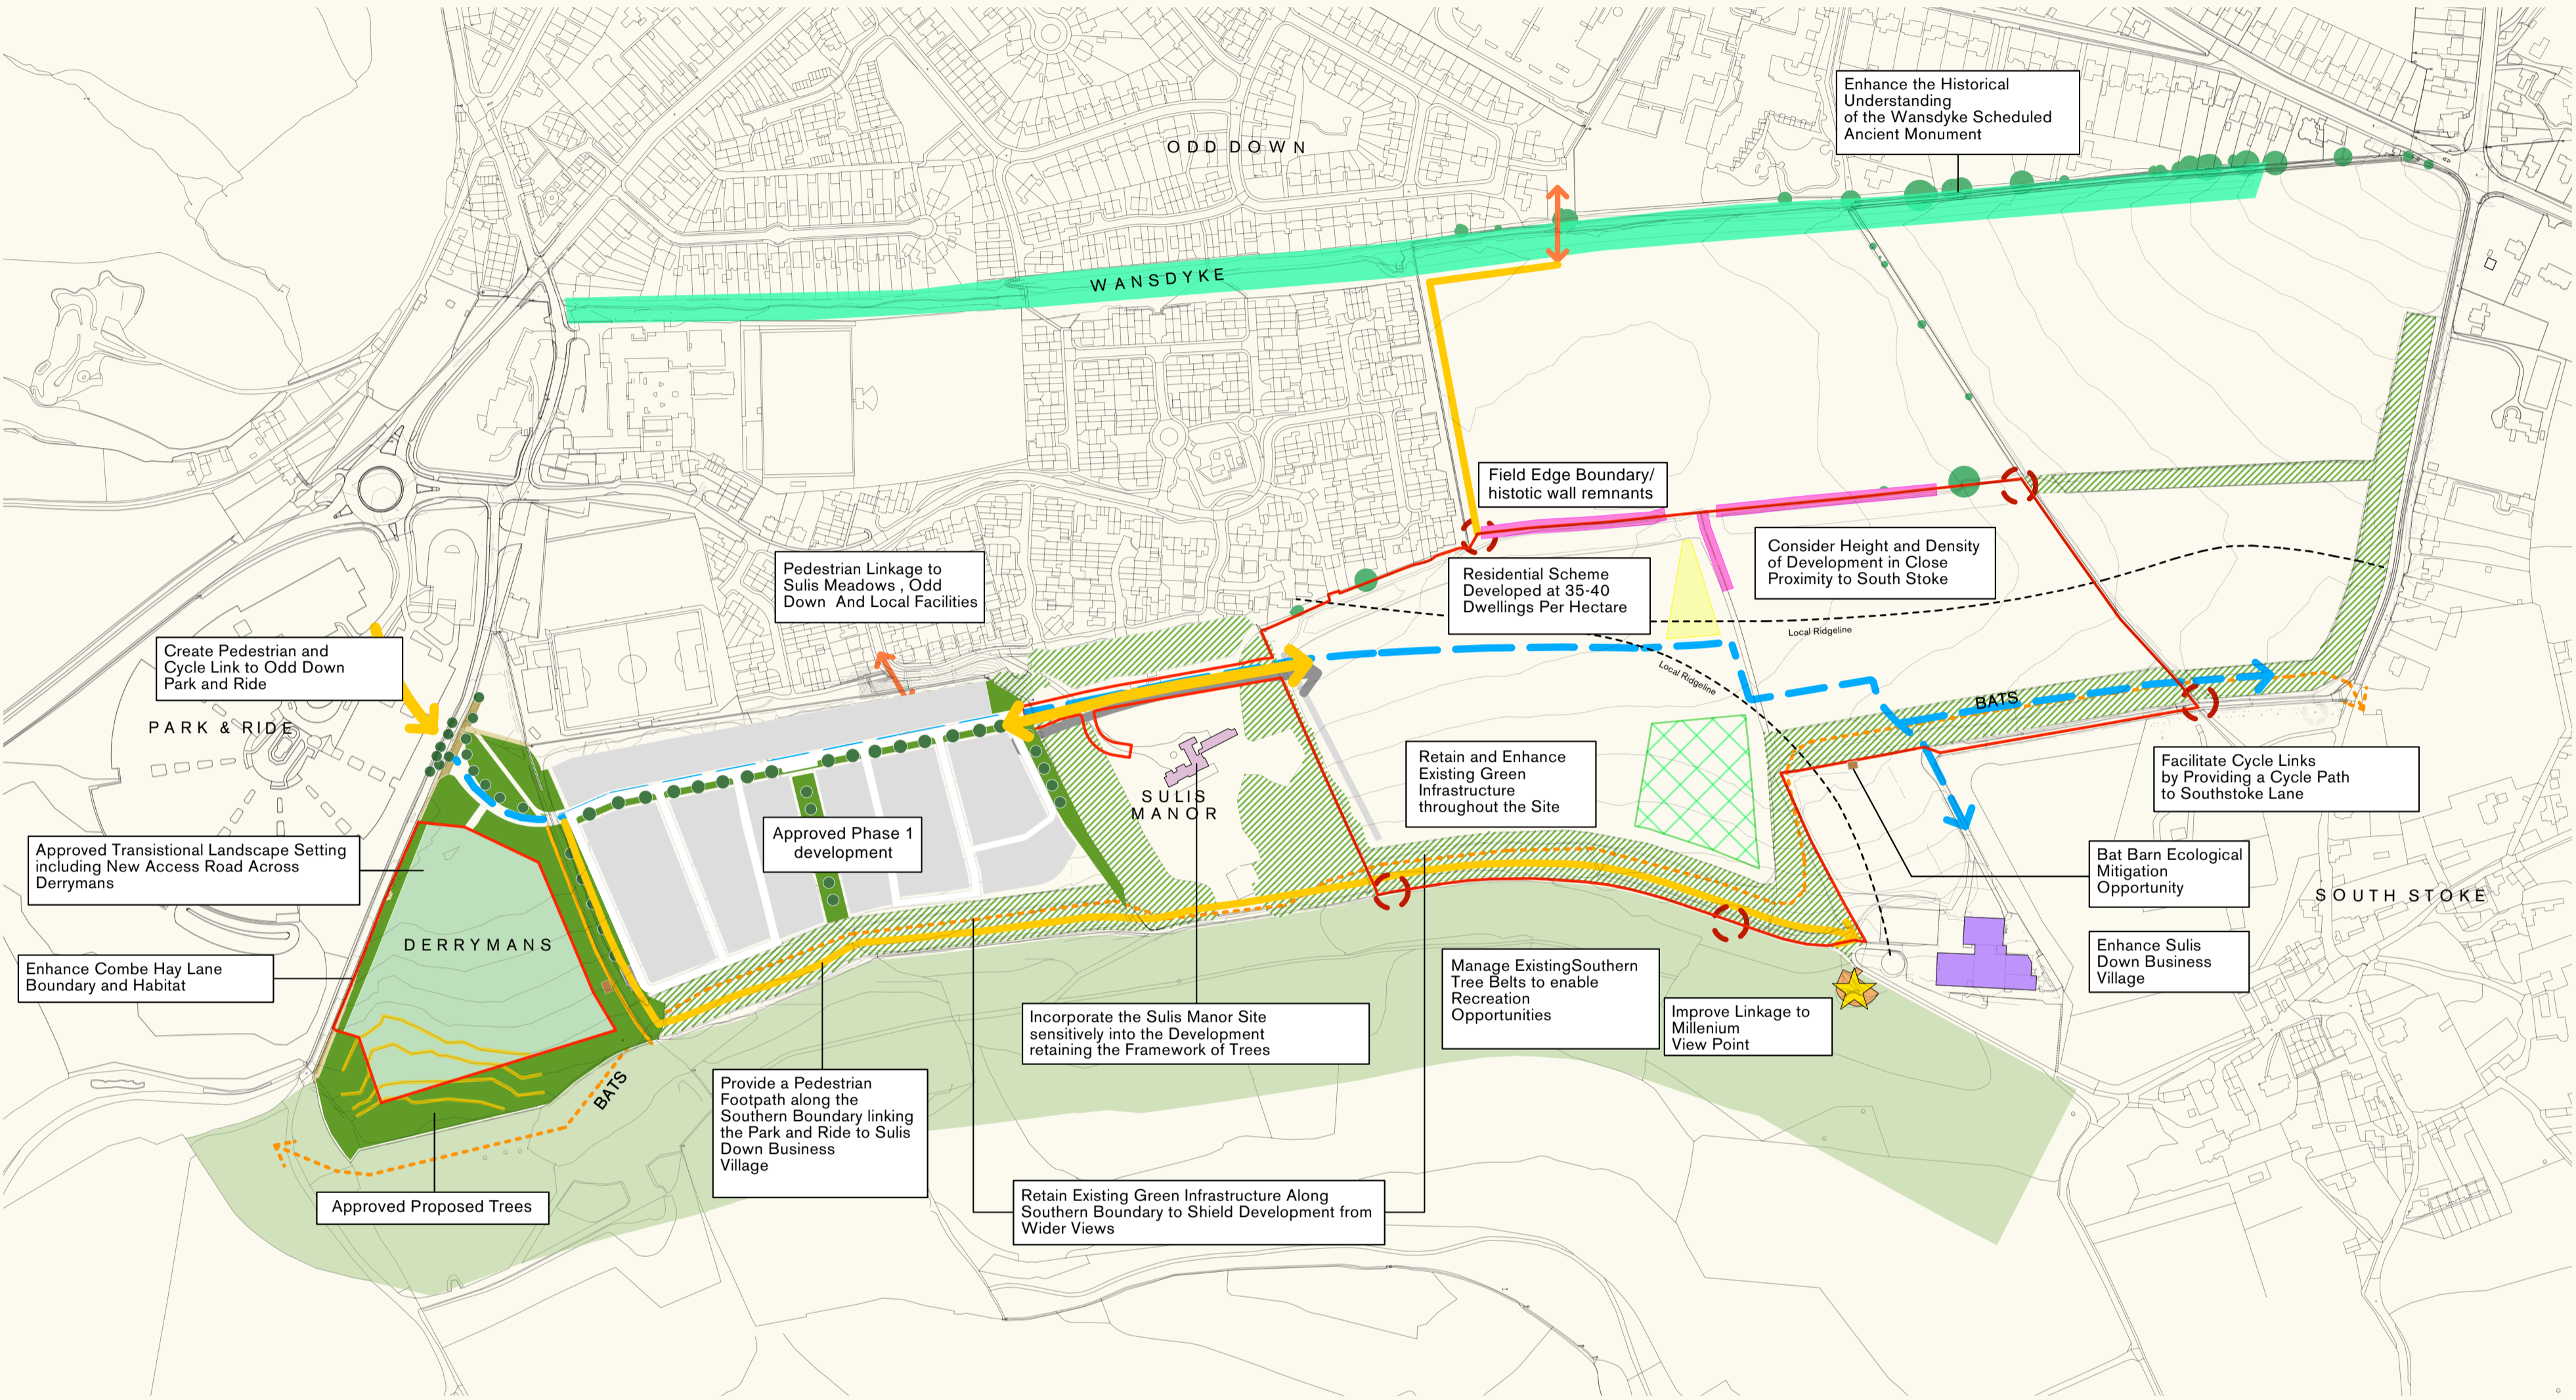 Enhance the Historical
Understanding
of the Wansdyke Scheduled
Ancient Monument
ODD DOWN
WANSDYKE
Field Edge Boundary/
histotic wall remnants
Consider Height and Density
of Development in Close
Proximity to South Stoke
Pedestrian Linkage to
Sulis Meadows , Odd
Down And Local Facilities
Residential Scheme
Developed at 35-40
Dwellings Per Hectare
Local Ridgeline
Local Ridgeline
Create Pedestrian and
Cycle Link to Odd Down
Park and Ride
PARK & RIDE
BATS
Retain and Enhance
Existing Green
Infrastructure
throughout the Site
Facilitate Cycle Links
by Providing a Cycle Path
to Southstoke Lane
SULIS
MANOR
Approved Phase 1
development
Approved Transistional Landscape Setting
including New Access Road Across
Derrymans
Bat Barn Ecological
Mitigation
Opportunity
SOUTH STOKE
DERRYMANS
Enhance Combe Hay Lane
Boundary and Habitat
Enhance Sulis
Down Business
Village
Manage ExistingSouthern
Tree Belts to enable
Recreation
Opportunities
Improve Linkage to
Millenium
View Point
Incorporate the Sulis Manor Site
sensitively into the Development
retaining the Framework of Trees
BATS
Provide a Pedestrian
Footpath along the
Southern Boundary linking
the Park and Ride to Sulis
Down Business
Village
Approved Proposed Trees
Retain Existing Green Infrastructure Along
Southern Boundary to Shield Development from
Wider Views